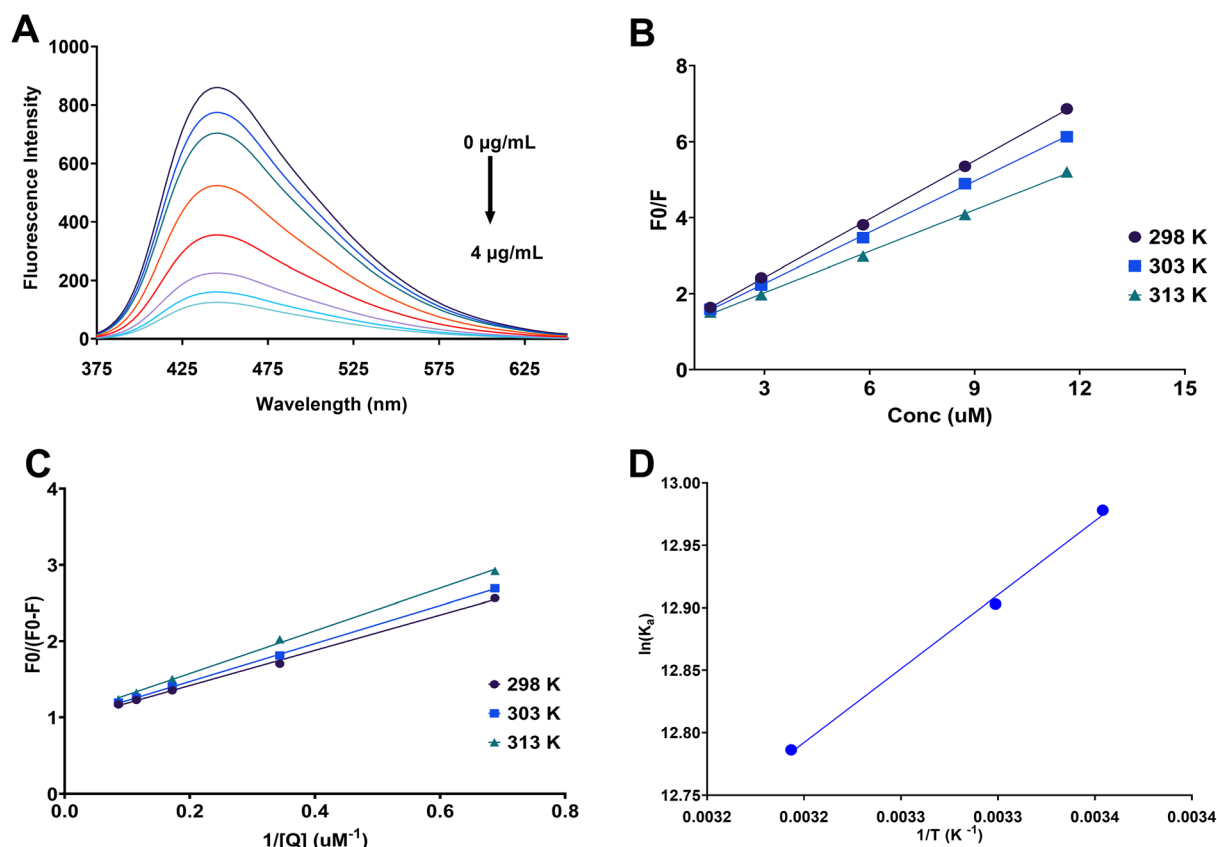 A
1000
800
600
400
200
0
375
425
475
525
575
625
Fluorescence Intensity
Wavelength (nm)
0 µg/mL
4 µg/mL
B
8
6
4
2
0
3
6
9
12
15
F0/F
Conc (uM)
298 K
303 K
313 K
C
4
3
2
1
0
0.0
0.2
0.4
0.6
0.8
F0/(F0-F)
1/[Q] (uM⁻¹)
298 K
303 K
313 K
D
13.00
12.95
12.90
12.85
12.80
12.75
0.0032
0.0032
0.0033
0.0033
0.0034
0.0034
ln(Kₐ)
1/T (K ⁻¹)